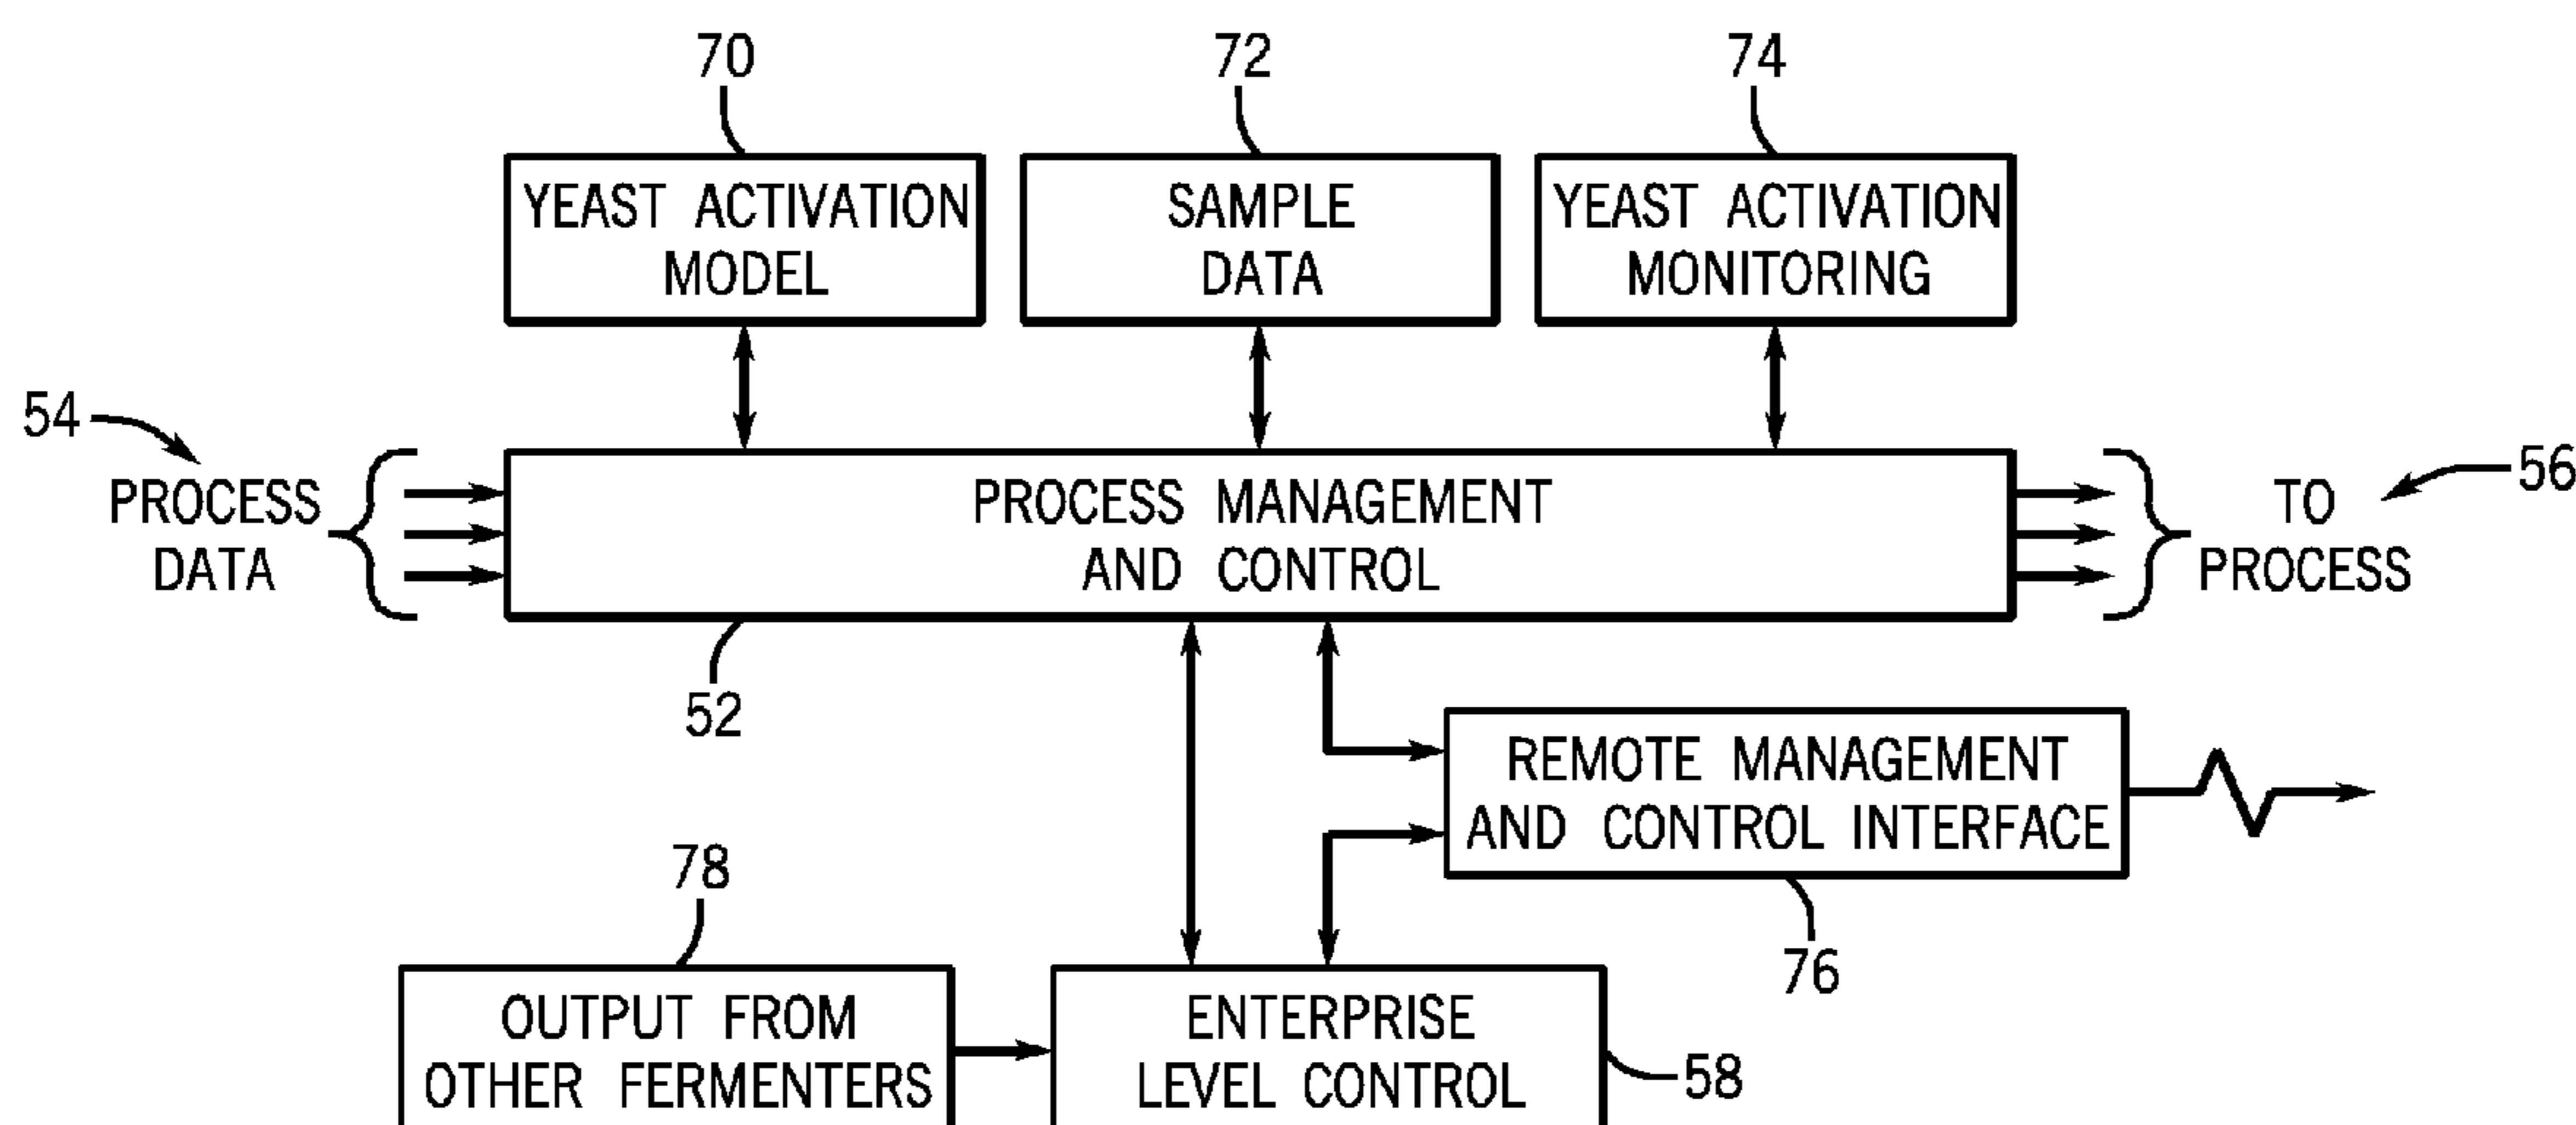 70
72
74
YEAST ACTIVATION
MODEL
SAMPLE
DATA
YEAST ACTIVATION
MONITORING
54
PROCESS
DATA
PROCESS MANAGEMENT
AND CONTROL
56
TO
PROCESS
52
REMOTE MANAGEMENT
AND CONTROL INTERFACE
76
78
OUTPUT FROM
OTHER FERMENTERS
ENTERPRISE
LEVEL CONTROL
58